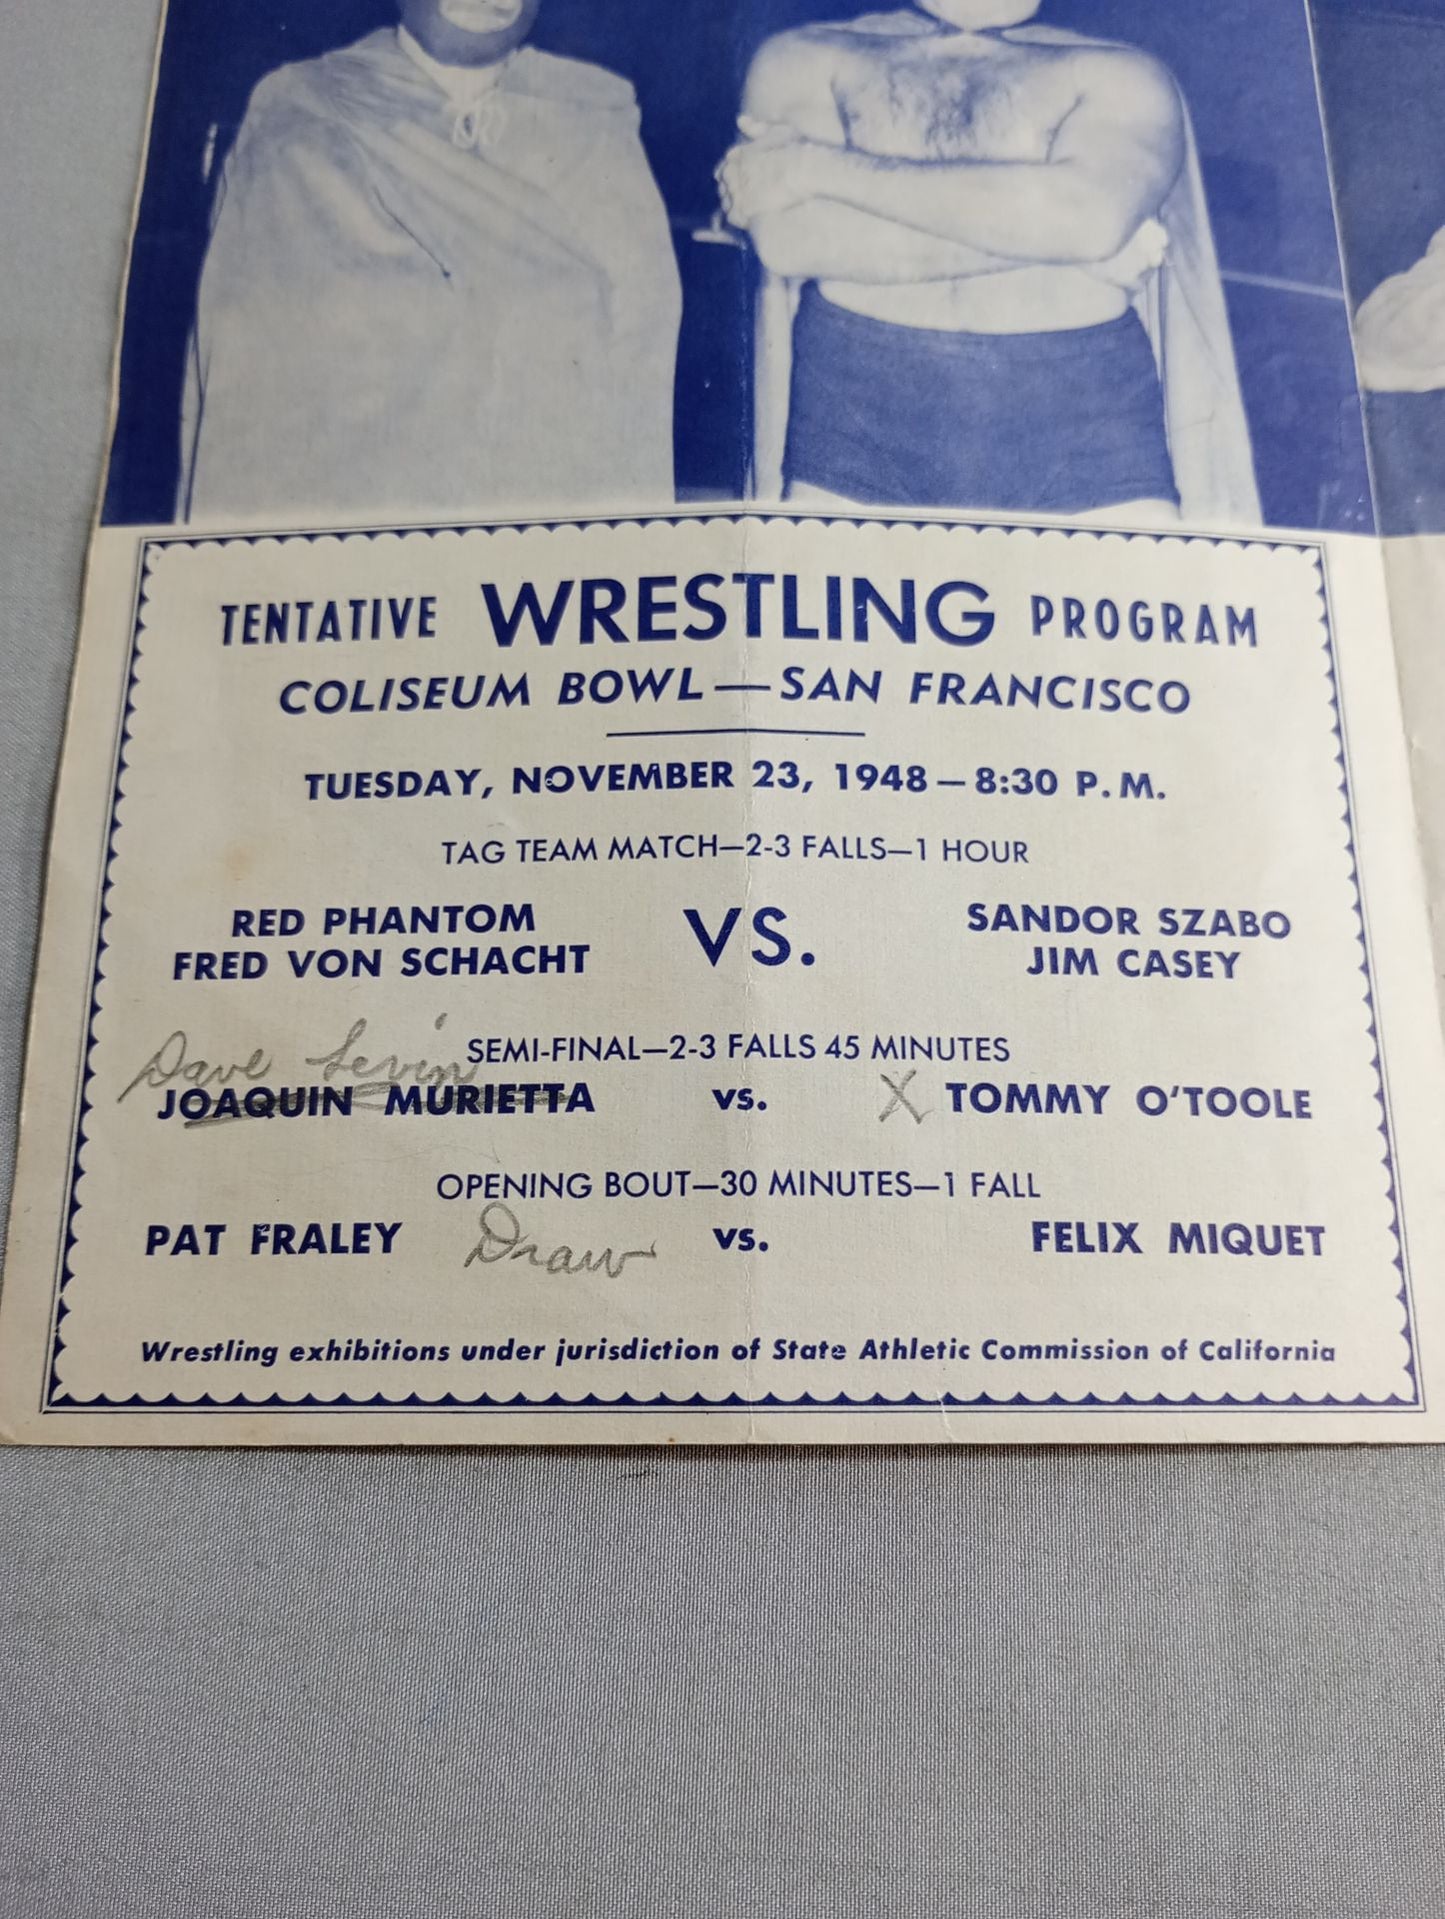 TENTATIVE WRESTLING PROGRAM
COLISEUM BOWL—SAN FRANCISCO
TUESDAY, NOVEMBER 23, 1948—8:30 P.M.
TAG TEAM MATCH—2-3 FALLS—1 HOUR
RED PHANTOM
FRED VON SCHACHT
VS.
SANDOR SZABO
JIM CASEY
SEMI-FINAL—2-3 FALLS 45 MINUTES
Dave Levin
JOAQUIN MURIETTA vs. X TOMMY O'TOOLE
OPENING BOUT—30 MINUTES—1 FALL
PAT FRALEY Draw vs. FELIX MIQUET
Wrestling exhibitions under jurisdiction of State Athletic Commission of California